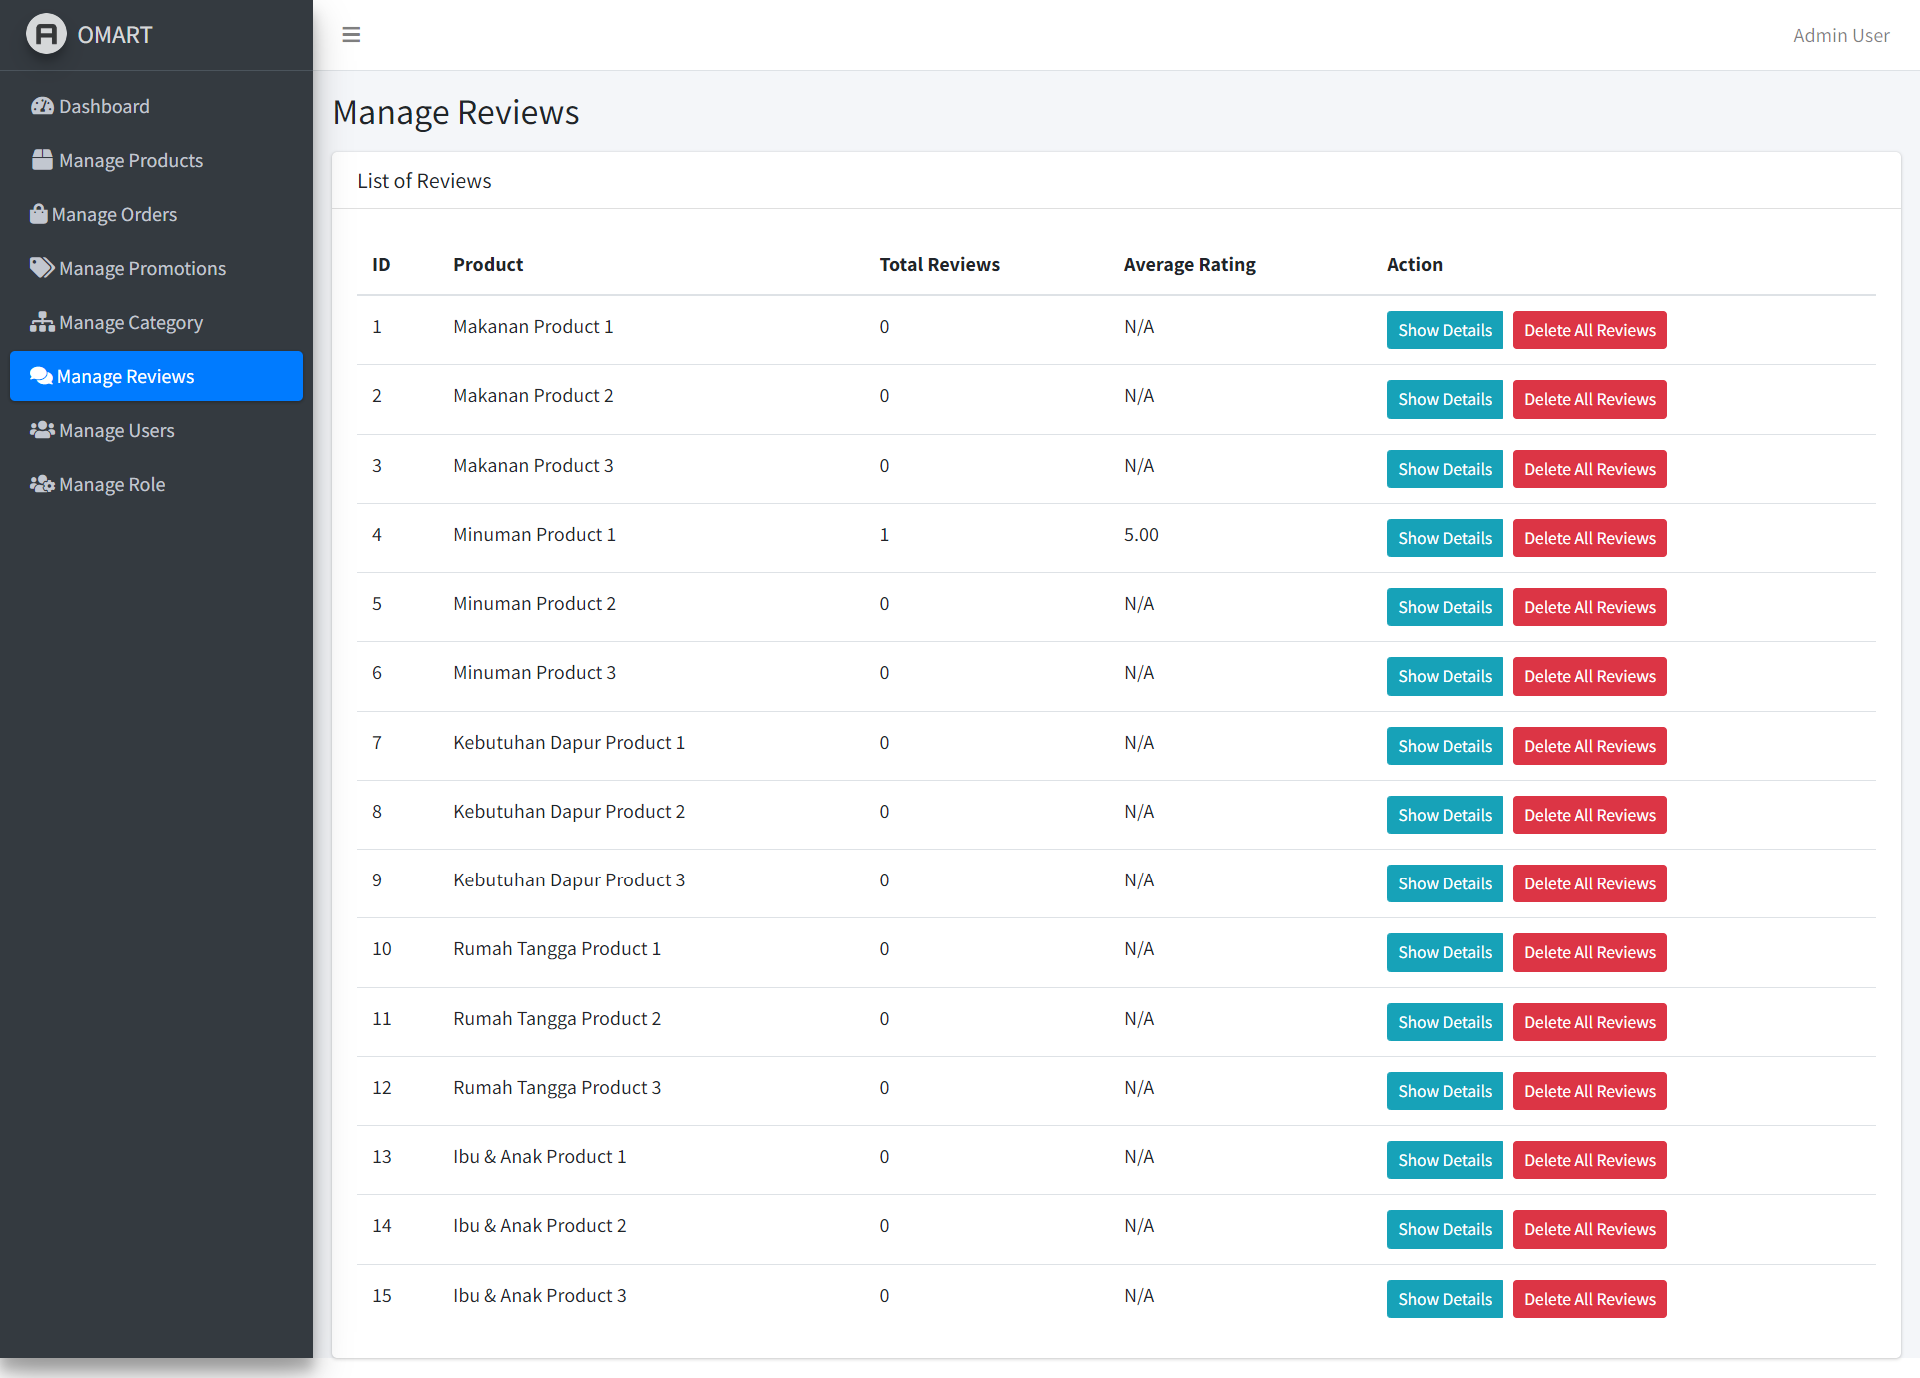 OMART
Admin User
Dashboard
Manage Products
Manage Orders
Manage Promotions
Manage Category
Manage Reviews
Manage Users
Manage Role
Manage Reviews
List of Reviews
ID Product Total Reviews Average Rating Action
1 Makanan Product 1 0 N/A Show Details Delete All Reviews
2 Makanan Product 2 0 N/A Show Details Delete All Reviews
3 Makanan Product 3 0 N/A Show Details Delete All Reviews
4 Minuman Product 1 1 5.00 Show Details Delete All Reviews
5 Minuman Product 2 0 N/A Show Details Delete All Reviews
6 Minuman Product 3 0 N/A Show Details Delete All Reviews
7 Kebutuhan Dapur Product 1 0 N/A Show Details Delete All Reviews
8 Kebutuhan Dapur Product 2 0 N/A Show Details Delete All Reviews
9 Kebutuhan Dapur Product 3 0 N/A Show Details Delete All Reviews
10 Rumah Tangga Product 1 0 N/A Show Details Delete All Reviews
11 Rumah Tangga Product 2 0 N/A Show Details Delete All Reviews
12 Rumah Tangga Product 3 0 N/A Show Details Delete All Reviews
13 Ibu & Anak Product 1 0 N/A Show Details Delete All Reviews
14 Ibu & Anak Product 2 0 N/A Show Details Delete All Reviews
15 Ibu & Anak Product 3 0 N/A Show Details Delete All Reviews